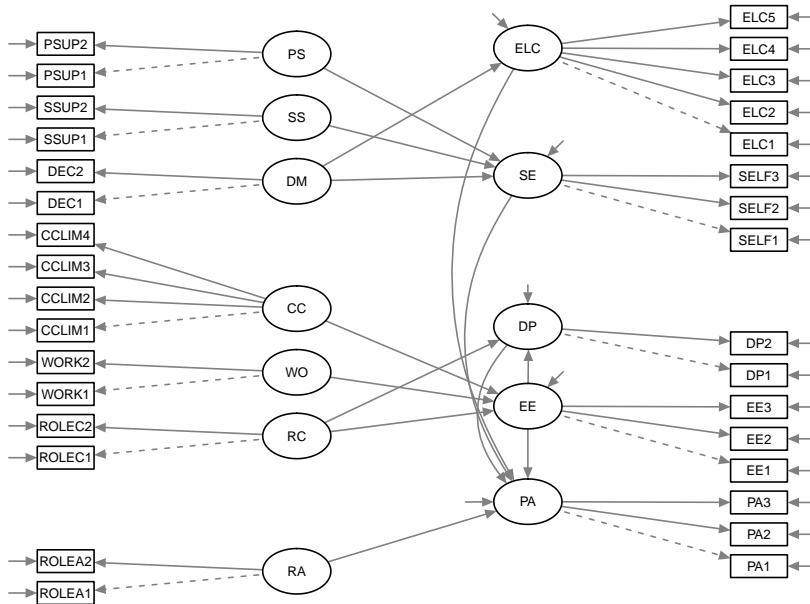 PSUP2
PSUP1
SSUP2
SSUP1
DEC2
DEC1
CCLIM4
CCLIM3
CCLIM2
CCLIM1
WORK2
WORK1
ROLEC2
ROLEC1
ROLEA2
ROLEA1
PS
SS
DM
CC
WO
RC
RA
ELC
SE
DP
EE
PA
ELC5
ELC4
ELC3
ELC2
ELC1
SELF3
SELF2
SELF1
DP2
DP1
EE3
EE2
EE1
PA3
PA2
PA1